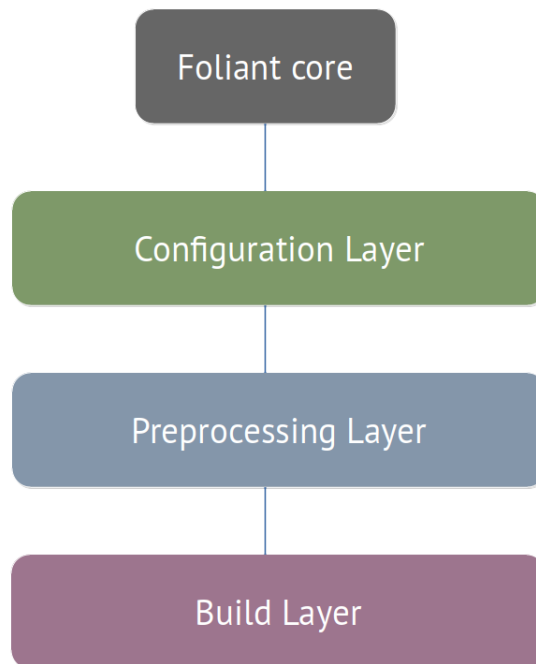 Foliant core
Configuration Layer
Preprocessing Layer
Build Layer